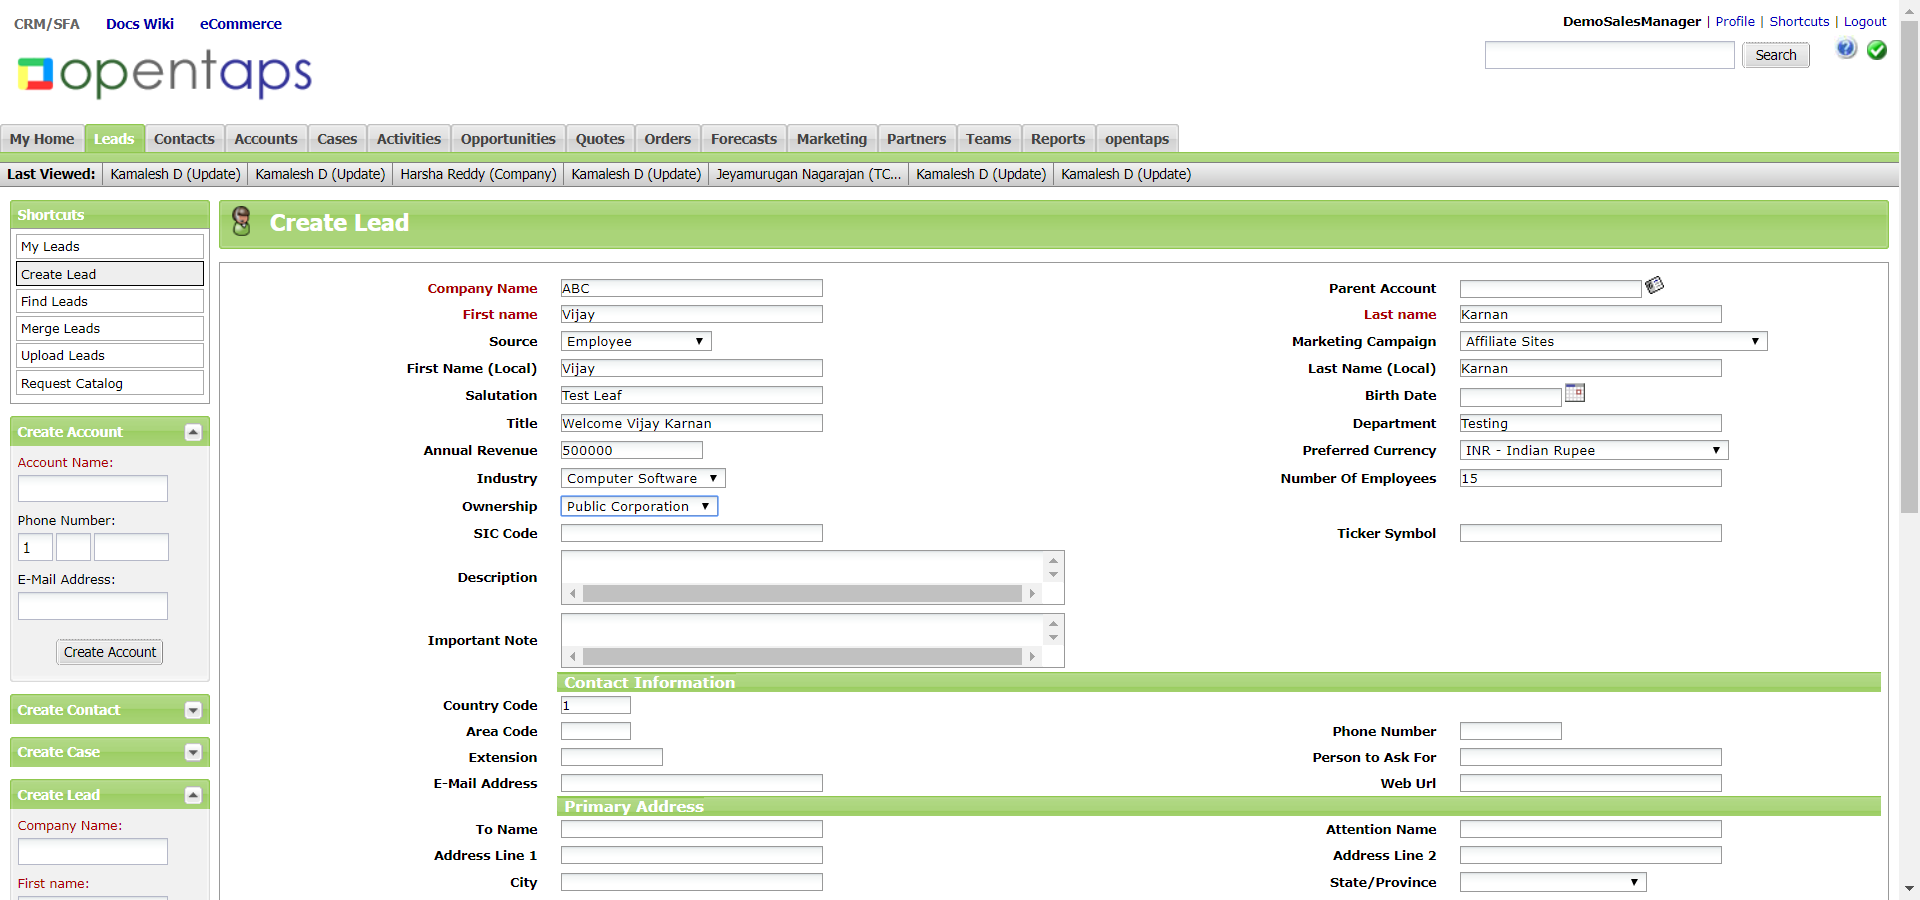 CRM/SFA Docs Wiki eCommerce
DemoSalesManager | Profile | Shortcuts | Logout
Search
opentaps
My Home Leads Contacts Accounts Cases Activities Opportunities Quotes Orders Forecasts Marketing Partners Teams Reports opentaps
Last Viewed: Kamalesh D (Update) Kamalesh D (Update) Harsha Reddy (Company) Kamalesh D (Update) Jeyamurugan Nagarajan (TC... Kamalesh D (Update) Kamalesh D (Update)
Shortcuts
My Leads
Create Lead
Find Leads
Merge Leads
Upload Leads
Request Catalog
Create Account
Account Name:
Phone Number:
1
E-Mail Address:
Create Account
Create Contact
Create Case
Create Lead
Company Name:
First name:
Create Lead
Company Name ABC Parent Account
First name Vijay Last name Karnan
Source Employee Marketing Campaign Affiliate Sites
First Name (Local) Vijay Last Name (Local) Karnan
Salutation Test Leaf Birth Date
Title Welcome Vijay Karnan Department Testing
Annual Revenue 500000 Preferred Currency INR - Indian Rupee
Industry Computer Software Number Of Employees 15
Ownership Public Corporation
SIC Code Ticker Symbol
Description
Important Note
Contact Information
Country Code 1
Area Code Phone Number
Extension Person to Ask For
E-Mail Address Web Url
Primary Address
To Name Attention Name
Address Line 1 Address Line 2
City State/Province